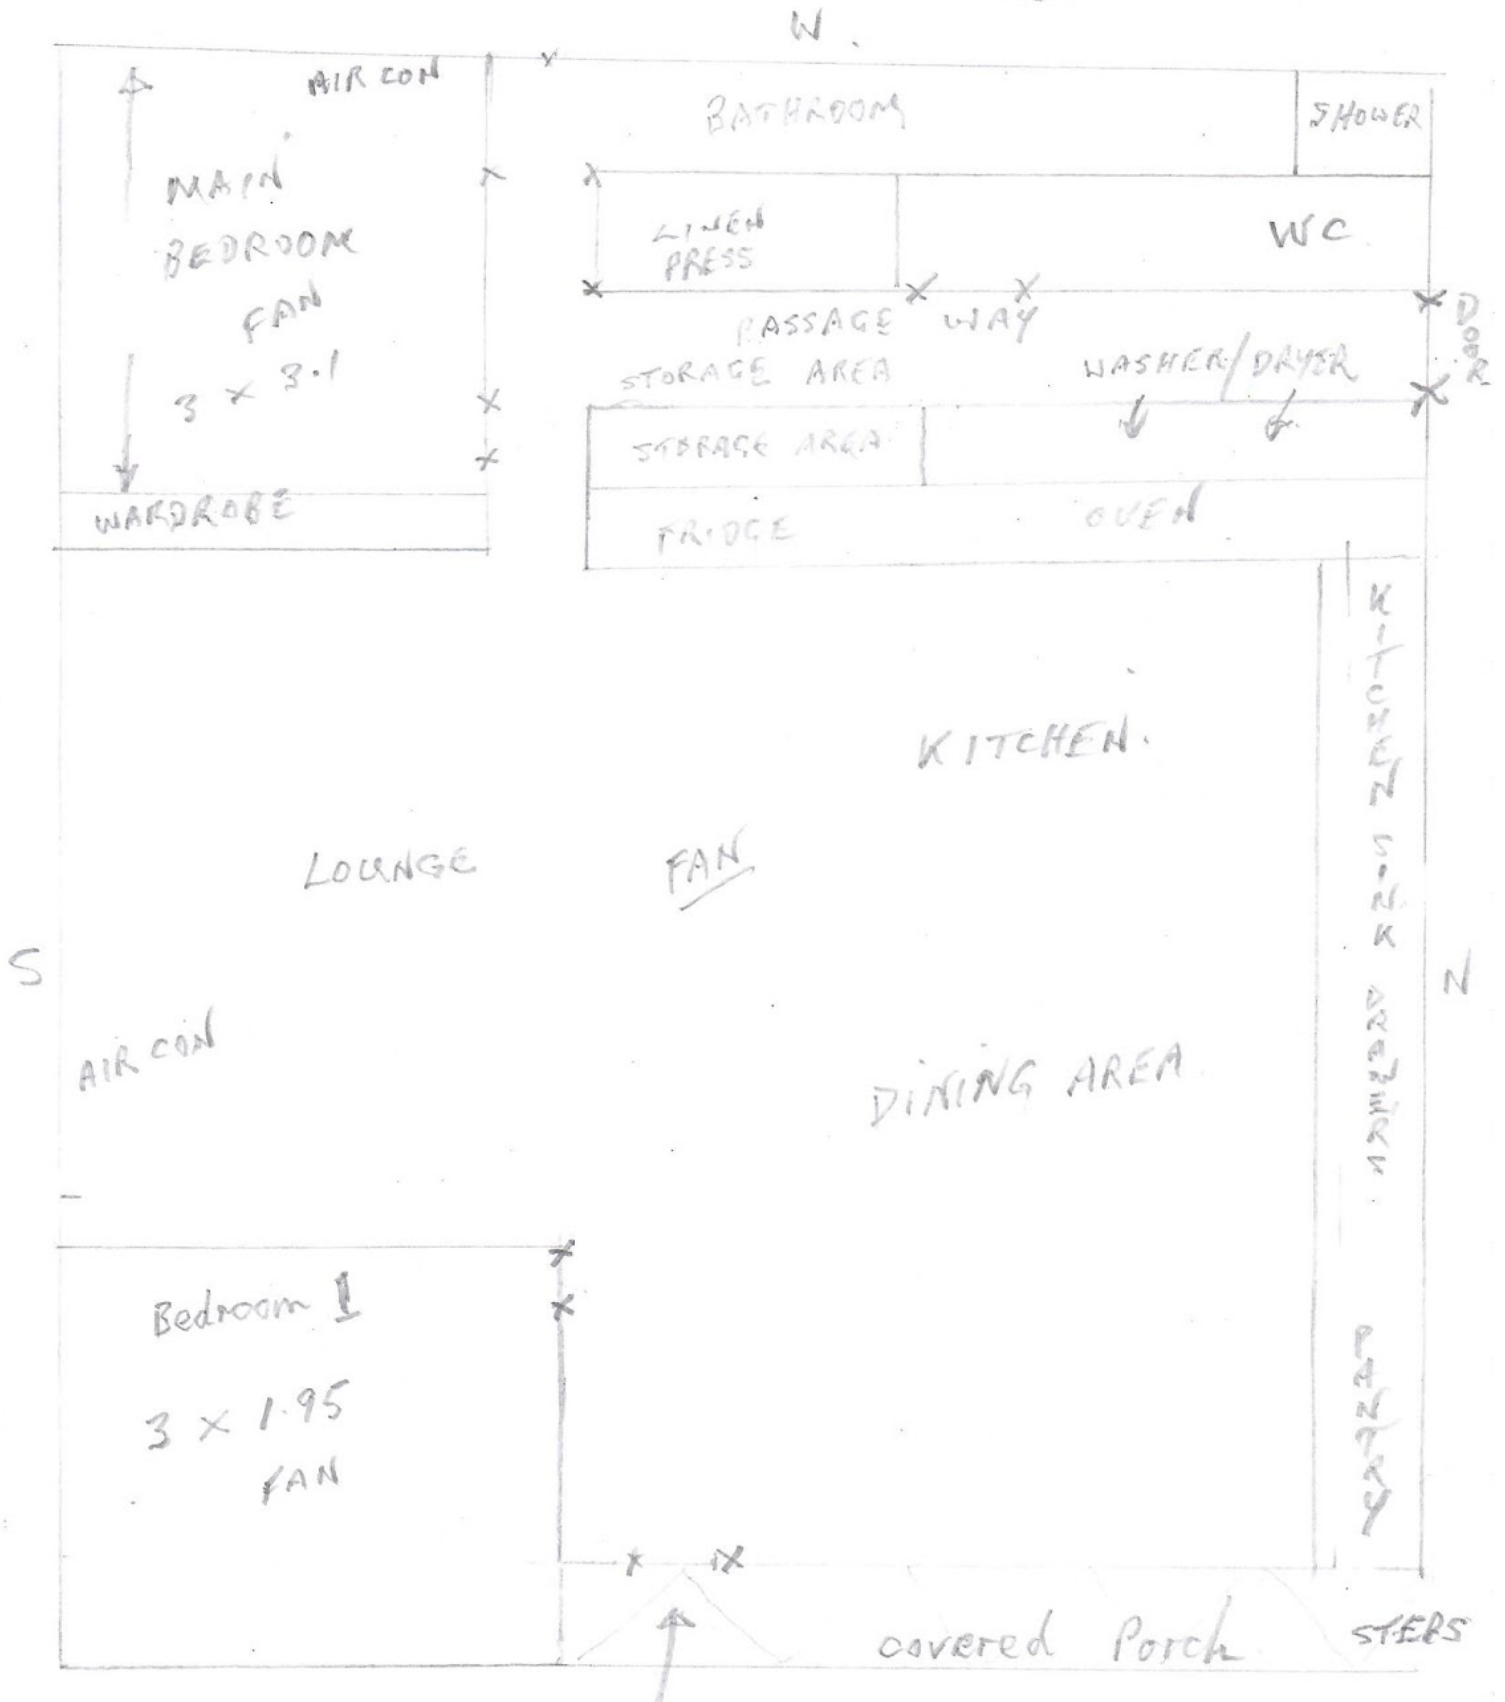 W.
AIR CON
MAIN
BEDROOM
FAN
3 x 3.1
WARDROBE
BATHROOM
SHOWER
LINEN
PRESS
WC
PASSAGE WAY
DOOR
STORAGE AREA
WASHER/DRYER
STORAGE AREA
FRIDGE
OVEN
KITCHEN.
KITCHEN SINK DRAWERS
LOUNGE
FAN
S
N
AIR CON
DINING AREA
Bedroom 1
3 x 1.95
FAN
PANTRY
covered Porch
STEPS